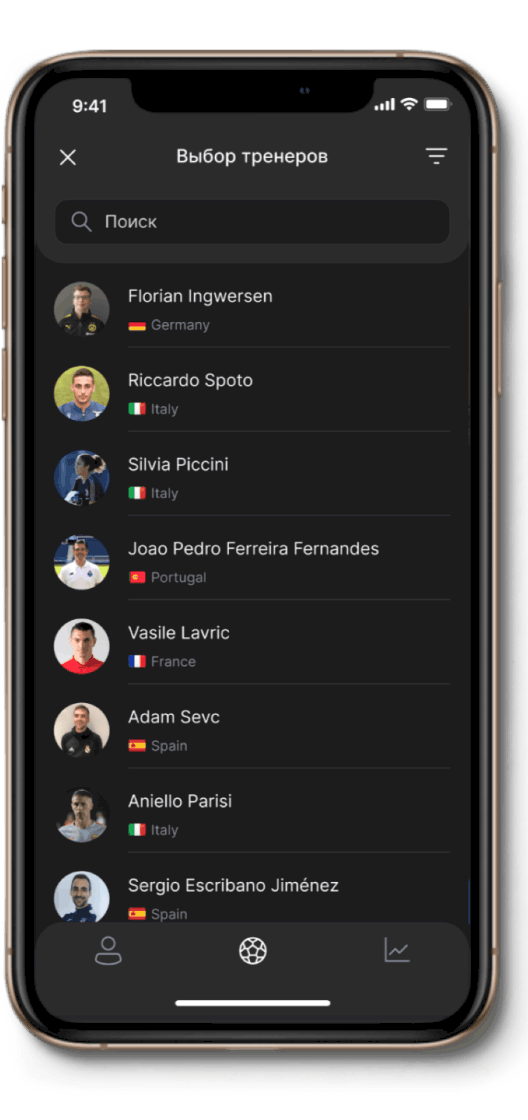 9:41
Выбор тренеров
Поиск
Florian Ingwersen
Germany
Riccardo Spoto
Italy
Silvia Piccini
Italy
Joao Pedro Ferreira Fernandes
Portugal
Vasile Lavric
France
Adam Sevc
Spain
Aniello Parisi
Italy
Sergio Escribano Jiménez
Spain